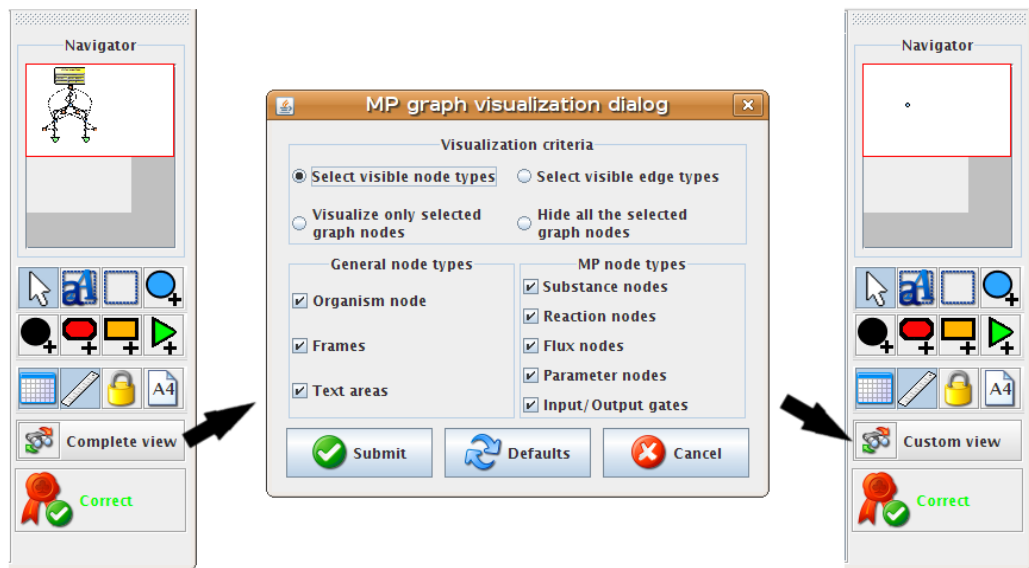 Navigator
a A
A4
Complete view
Correct
MP graph visualization dialog
Visualization criteria
Select visible node types
Select visible edge types
Visualize only selected
graph nodes
Hide all the selected
graph nodes
General node types
Organism node
Frames
Text areas
MP node types
Substance nodes
Reaction nodes
Flux nodes
Parameter nodes
Input/Output gates
Submit
Defaults
Cancel
Navigator
a A
A4
Custom view
Correct